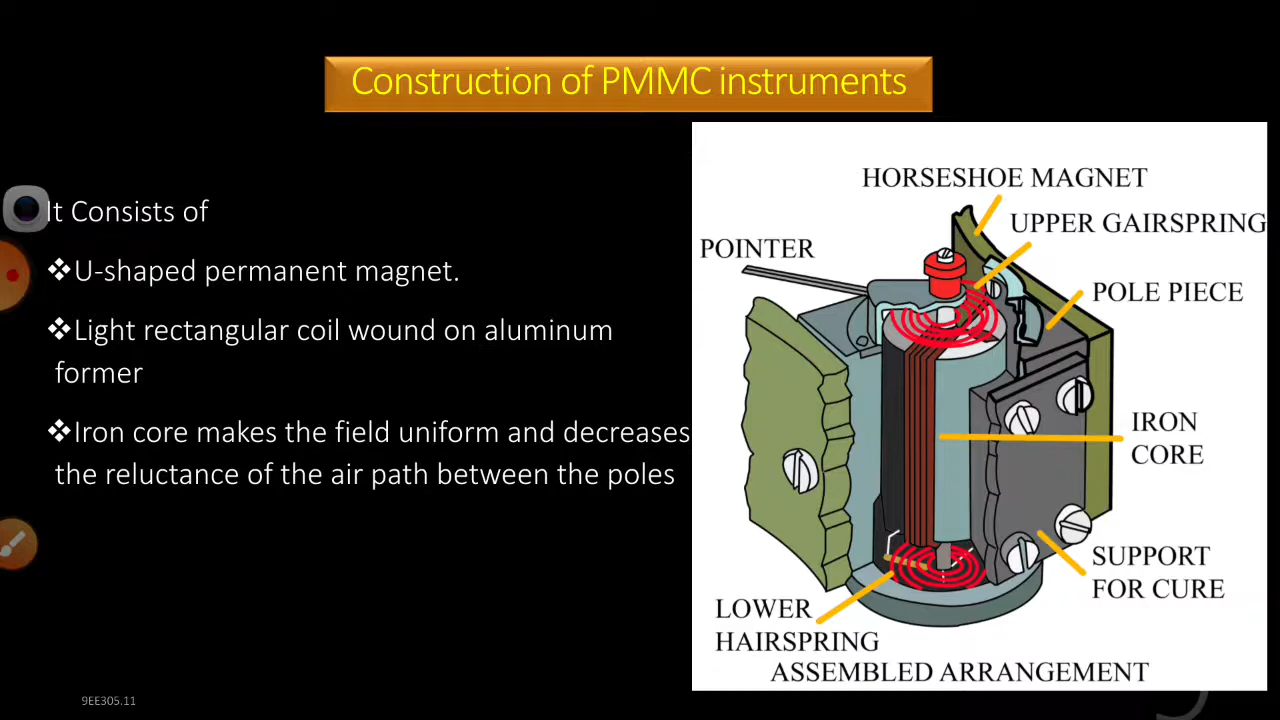 Construction of PMMC instruments
It Consists of
❖U-shaped permanent magnet.
❖Light rectangular coil wound on aluminum
former
❖Iron core makes the field uniform and decreases
the reluctance of the air path between the poles
HORSESHOE MAGNET
UPPER GAIRSPRING
POINTER
POLE PIECE
IRON
CORE
SUPPORT
FOR CURE
LOWER
HAIRSPRING
ASSEMBLED ARRANGEMENT
9EE305.11